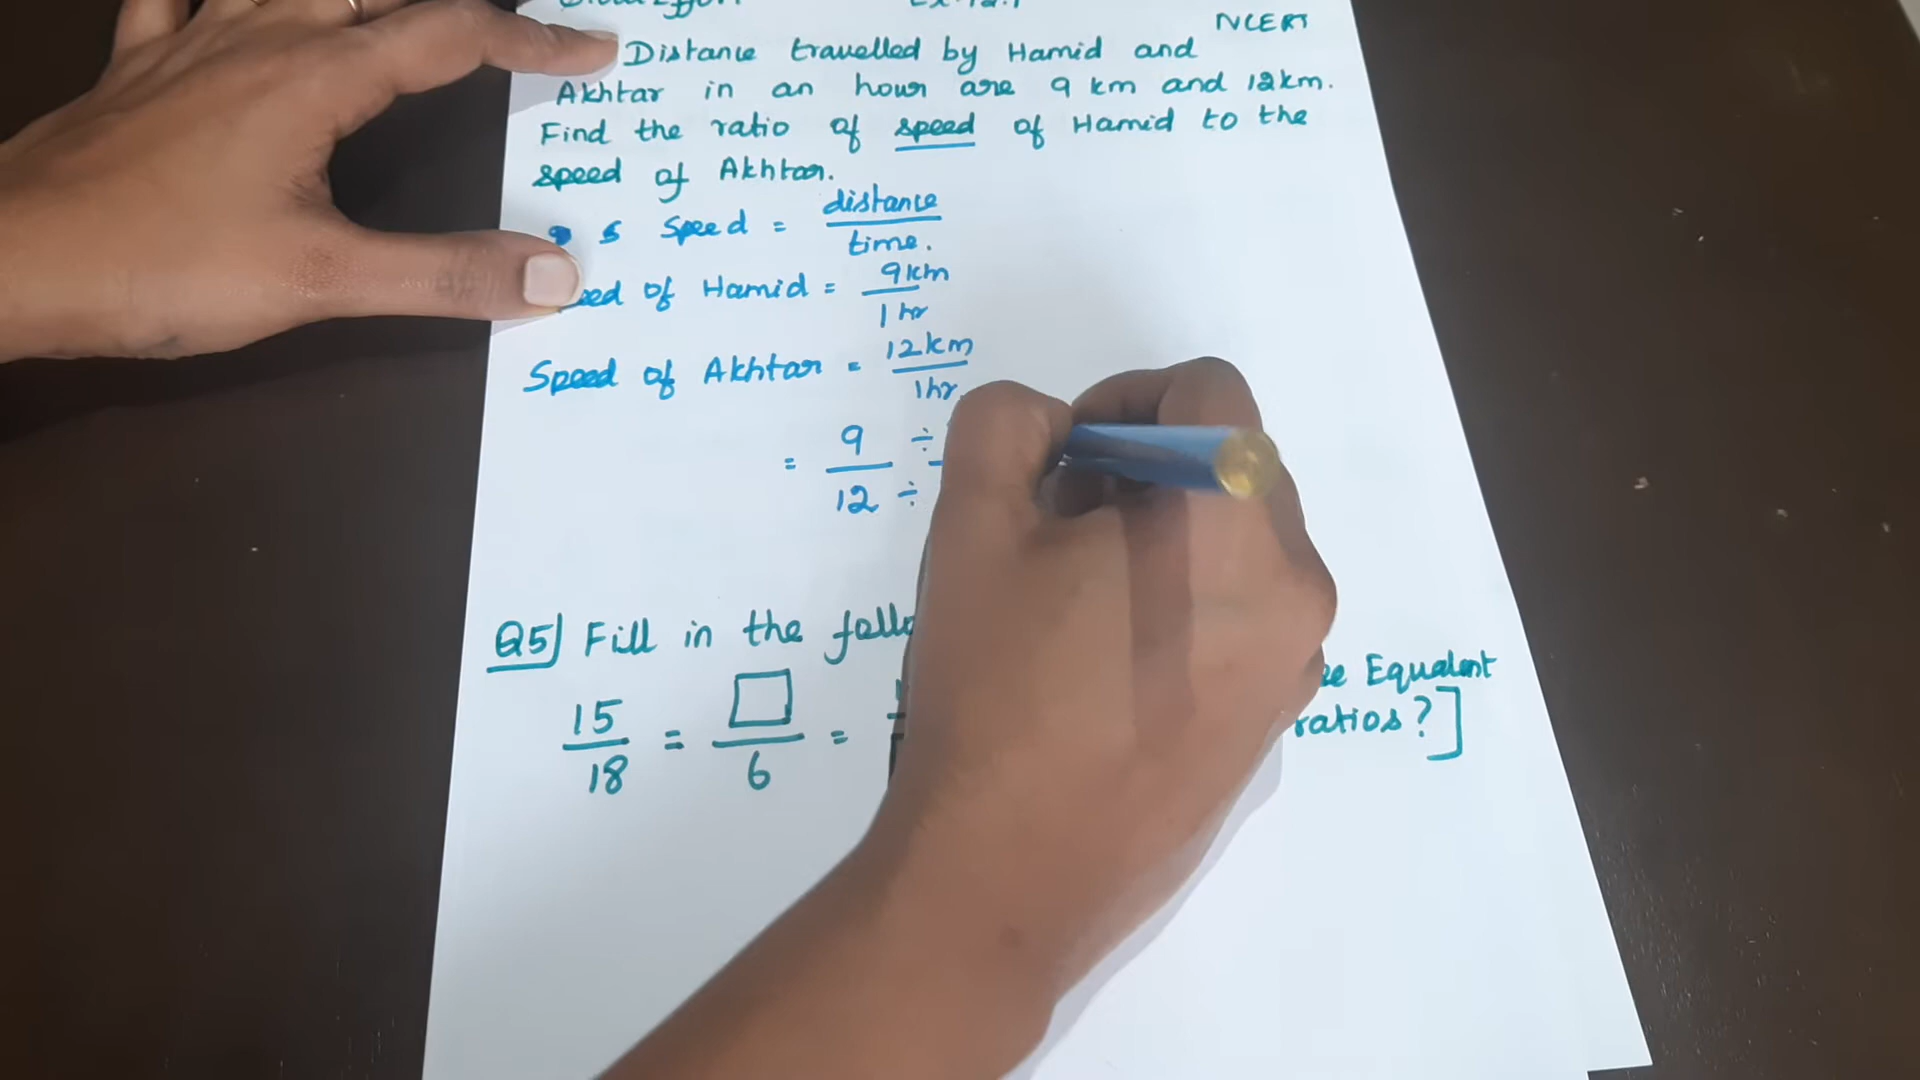 NCERT
Distance travelled by Hamid and
Akhtar in an hour are 9 km and 12km.
Find the ratio of speed of Hamid to the
speed of Akhtar.
s Speed = distance
time.
of Hamid = 9km
1 hr
Speed of Akhtar = 12km
1hr
= 9 ÷
12 ÷
Q5] Fill in the
15 = □ =
18 6
Equalent
ratios?]